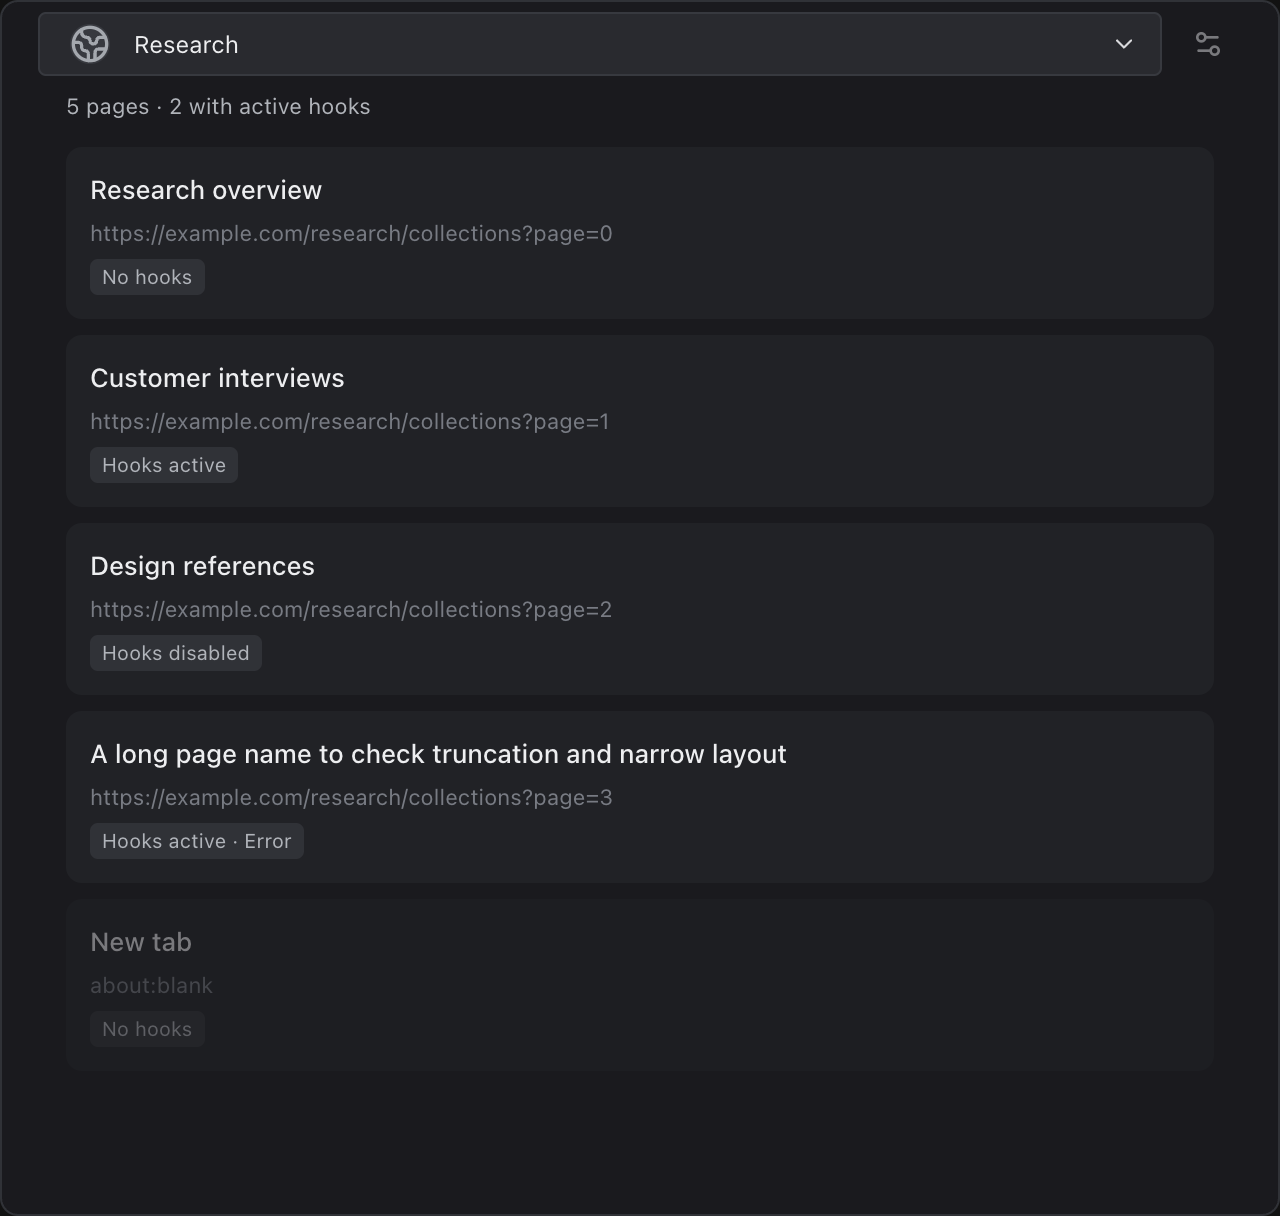 Research
5 pages · 2 with active hooks
Research overview
https://example.com/research/collections?page=0
No hooks
Customer interviews
https://example.com/research/collections?page=1
Hooks active
Design references
https://example.com/research/collections?page=2
Hooks disabled
A long page name to check truncation and narrow layout
https://example.com/research/collections?page=3
Hooks active · Error
New tab
about:blank
No hooks